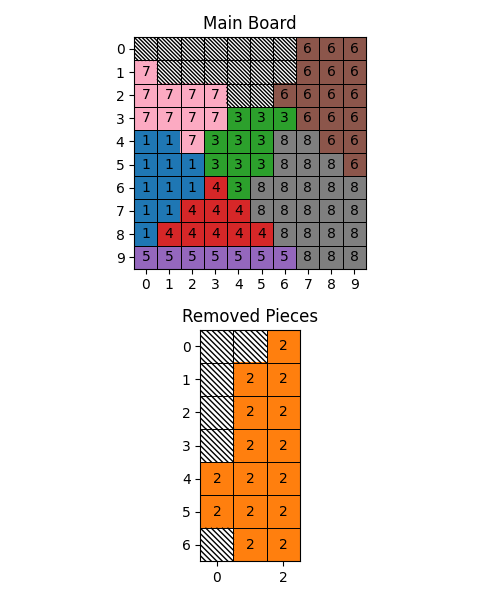 Main Board
0 6 6 6
1 7 6 6 6
2 7 7 7 7 6 6 6 6
3 7 7 7 7 3 3 3 6 6 6
4 1 1 7 3 3 3 8 8 6 6
5 1 1 1 3 3 3 8 8 8 6
6 1 1 1 4 3 8 8 8 8 8
7 1 1 4 4 4 8 8 8 8 8
8 1 4 4 4 4 4 8 8 8 8
9 5 5 5 5 5 5 5 8 8 8
0 1 2 3 4 5 6 7 8 9
Removed Pieces
0 2
1 2 2
2 2 2
3 2 2
4 2 2 2
5 2 2 2
6 2 2
0 2